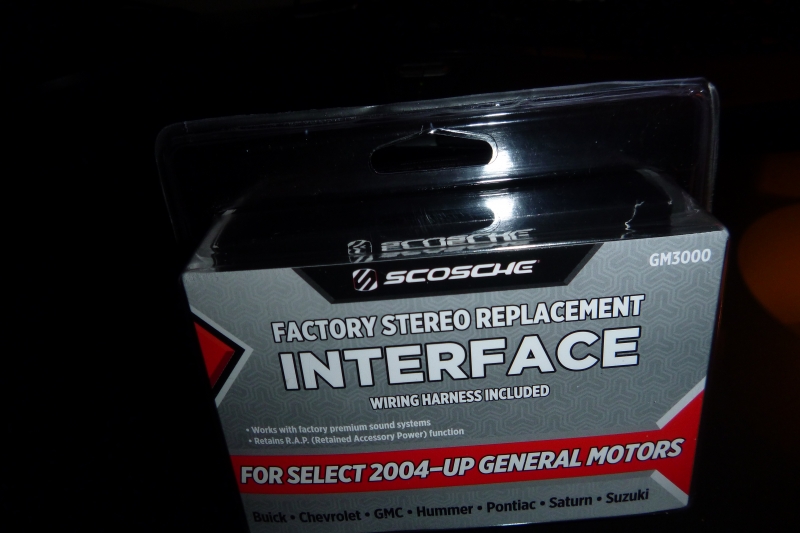 SCOSCHE
SCOSCHE
GM3000
FACTORY STEREO REPLACEMENT
INTERFACE
WIRING HARNESS INCLUDED
• Works with factory premium sound systems
• Retains R.A.P. (Retained Accessory Power) function
FOR SELECT 2004–UP GENERAL MOTORS
Buick • Chevrolet • GMC • Hummer • Pontiac • Saturn • Suzuki